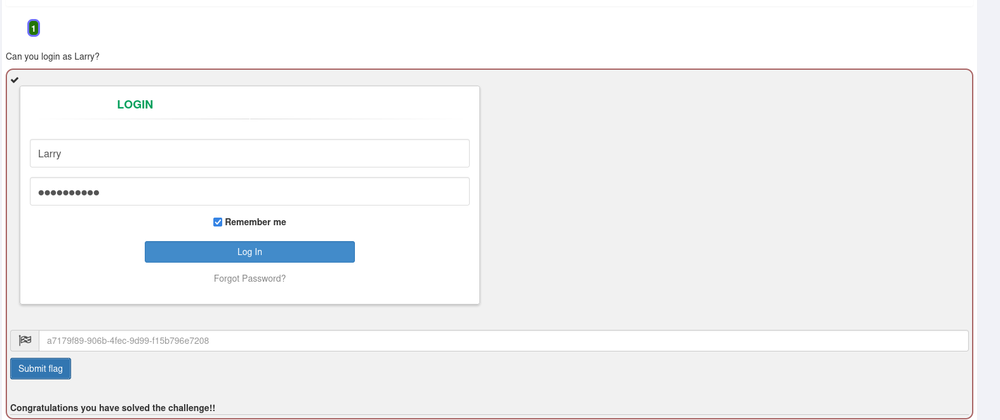 1
Can you login as Larry?
LOGIN
Larry
●●●●●●●●●●
Remember me
Log In
Forgot Password?
a7179f89-906b-4fec-9d99-f15b796e7208
Submit flag
Congratulations you have solved the challenge!!